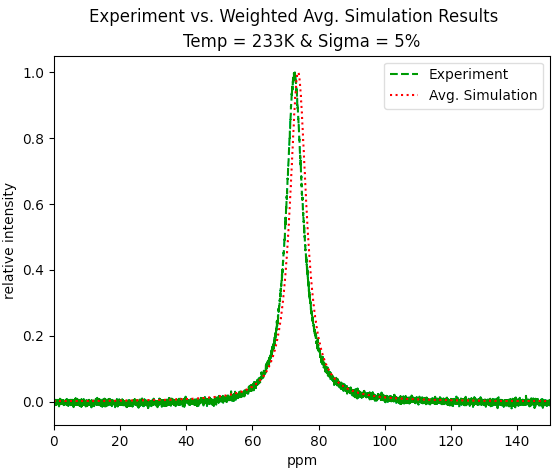 Experiment vs. Weighted Avg. Simulation Results
Temp = 233K & Sigma = 5%
Experiment
Avg. Simulation
relative intensity
1.0
0.8
0.6
0.4
0.2
0.0
0 20 40 60 80 100 120 140
ppm